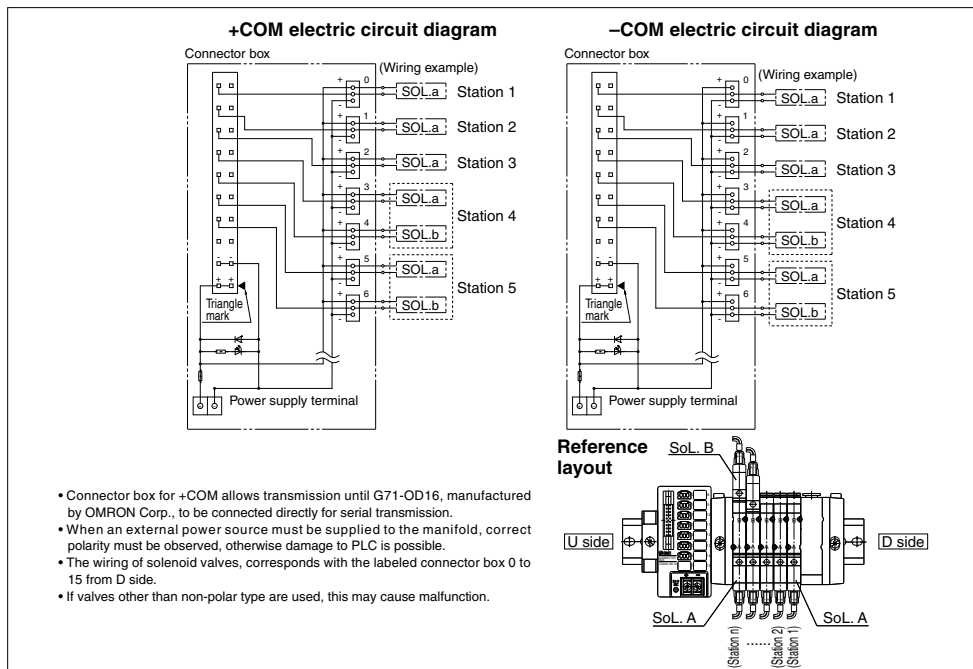 +COM electric circuit diagram
Connector box
(Wiring example)
+ 0
SOL.a Station 1
-
+ 1
SOL.a Station 2
-
+ 2
SOL.a Station 3
-
+ 3
SOL.a
-
Station 4
+ 4
SOL.b
-
+ 5
SOL.a
-
Station 5
+ 6
SOL.b
-
- -
+ +
Triangle
mark
Power supply terminal
–COM electric circuit diagram
Connector box
(Wiring example)
+ 0
SOL.a Station 1
-
+ 1
SOL.a Station 2
-
+ 2
SOL.a Station 3
-
+ 3
SOL.a
-
Station 4
+ 4
SOL.b
-
+ 5
SOL.a
-
Station 5
+ 6
SOL.b
-
- -
+ +
Triangle
mark
Power supply terminal
• Connector box for +COM allows transmission until G71-OD16, manufactured
by OMRON Corp., to be connected directly for serial transmission.
• When an external power source must be supplied to the manifold, correct
polarity must be observed, otherwise damage to PLC is possible.
• The wiring of solenoid valves, corresponds with the labeled connector box 0 to
15 from D side.
• If valves other than non-polar type are used, this may cause malfunction.
Reference
layout
SoL. B
U side
D side
SoL. A
SoL. A
(Station n)
(Station 2)
(Station 1)